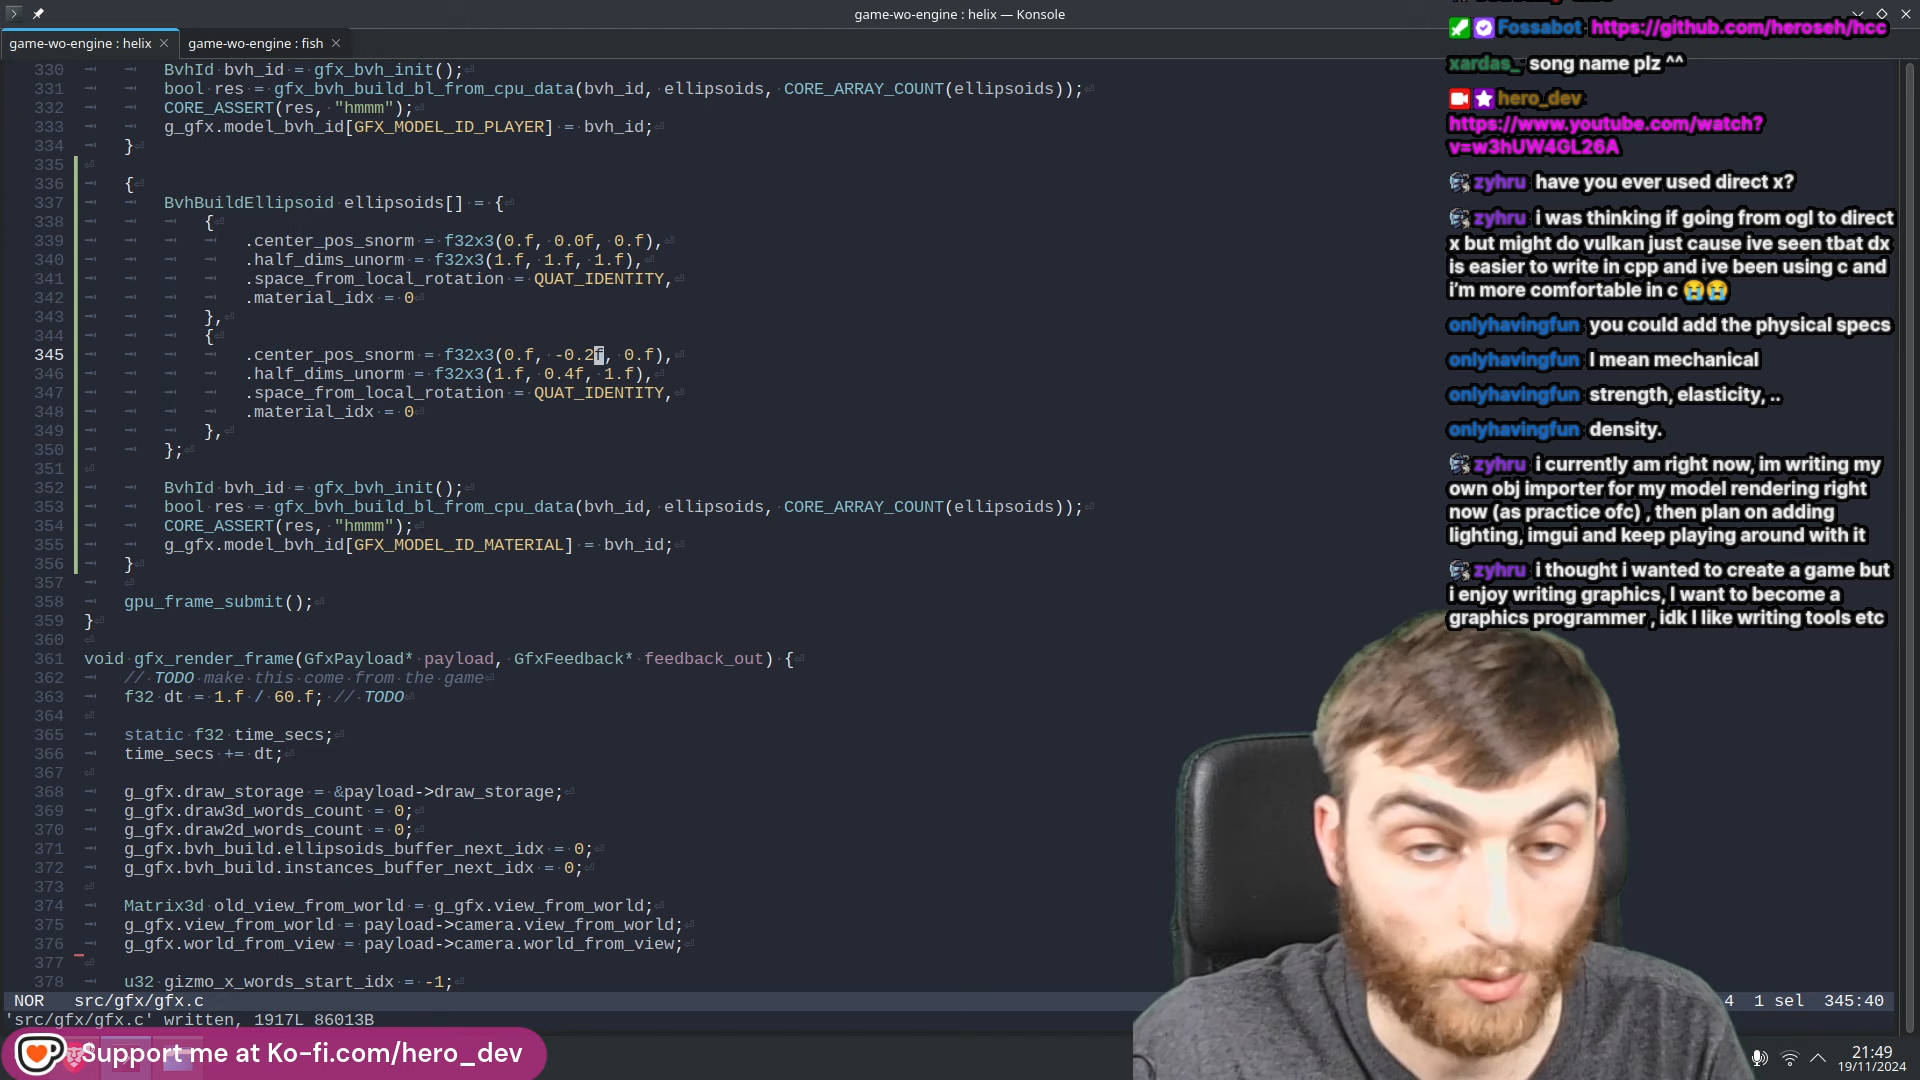 game-wo-engine : helix — Konsole
game-wo-engine : helix
game-wo-engine : fish
330 BvhId bvh_id = gfx_bvh_init();
331 bool res = gfx_bvh_build_bl_from_cpu_data(bvh_id, ellipsoids, CORE_ARRAY_COUNT(ellipsoids));
332 CORE_ASSERT(res, "hmmm");
333 g_gfx.model_bvh_id[GFX_MODEL_ID_PLAYER] = bvh_id;
334 }
335
336 {
337 BvhBuildEllipsoid ellipsoids[] = {
338 {
339 .center_pos_snorm = f32x3(0.f, 0.0f, 0.f),
340 .half_dims_unorm = f32x3(1.f, 1.f, 1.f),
341 .space_from_local_rotation = QUAT_IDENTITY,
342 .material_idx = 0
343 },
344 {
345 .center_pos_snorm = f32x3(0.f, -0.2f, 0.f),
346 .half_dims_unorm = f32x3(1.f, 0.4f, 1.f),
347 .space_from_local_rotation = QUAT_IDENTITY,
348 .material_idx = 0
349 },
350 };
351
352 BvhId bvh_id = gfx_bvh_init();
353 bool res = gfx_bvh_build_bl_from_cpu_data(bvh_id, ellipsoids, CORE_ARRAY_COUNT(ellipsoids));
354 CORE_ASSERT(res, "hmmm");
355 g_gfx.model_bvh_id[GFX_MODEL_ID_MATERIAL] = bvh_id;
356 }
357
358 gpu_frame_submit();
359 }
360
361 void gfx_render_frame(GfxPayload* payload, GfxFeedback* feedback_out) {
362 // TODO make this come from the game
363 f32 dt = 1.f / 60.f; // TODO
364
365 static f32 time_secs;
366 time_secs += dt;
367
368 g_gfx.draw_storage = &payload->draw_storage;
369 g_gfx.draw3d_words_count = 0;
370 g_gfx.draw2d_words_count = 0;
371 g_gfx.bvh_build.ellipsoids_buffer_next_idx = 0;
372 g_gfx.bvh_build.instances_buffer_next_idx = 0;
373
374 Matrix3d old_view_from_world = g_gfx.view_from_world;
375 g_gfx.view_from_world = payload->camera.view_from_world;
376 g_gfx.world_from_view = payload->camera.world_from_view;
377
378 u32 gizmo_x_words_start_idx = -1;
NOR src/gfx/gfx.c
4 1 sel 345:40
'src/gfx/gfx.c' written, 1917L 86013B
Support me at Ko-fi.com/hero_dev
Fossabot https://github.com/heroseh/hcc
xardas_ song name plz ^^
hero_dev
https://www.youtube.com/watch?
v=w3hUW4GL26A
zyhru have you ever used direct x?
zyhru i was thinking if going from ogl to direct
x but might do vulkan just cause ive seen tbat dx
is easier to write in cpp and ive been using c and
i'm more comfortable in c 😭😭
onlyhavingfun you could add the physical specs
onlyhavingfun I mean mechanical
onlyhavingfun strength, elasticity, ..
onlyhavingfun density.
zyhru i currently am right now, im writing my
own obj importer for my model rendering right
now (as practice ofc) , then plan on adding
lighting, imgui and keep playing around with it
zyhru i thought i wanted to create a game but
i enjoy writing graphics, I want to become a
graphics programmer , idk I like writing tools etc
21:49
19/11/2024